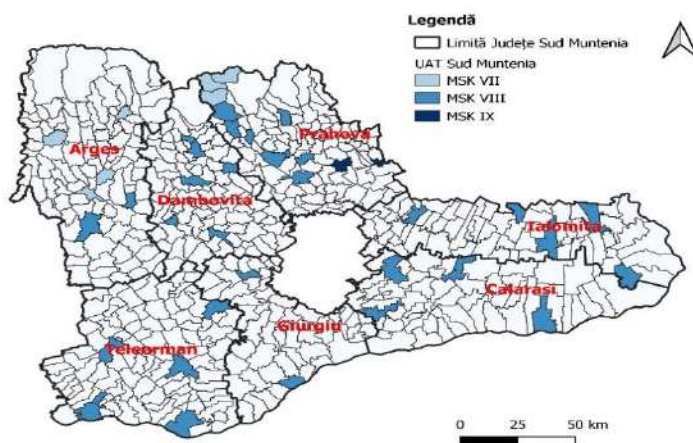 Legendă
Limită Județe Sud Muntenia
UAT Sud Muntenia
MSK VII
MSK VIII
MSK IX
Prahova
Arges
Dambovita
Ialomita
Calarasi
Giurgiu
Teleorman
0 25 50 km